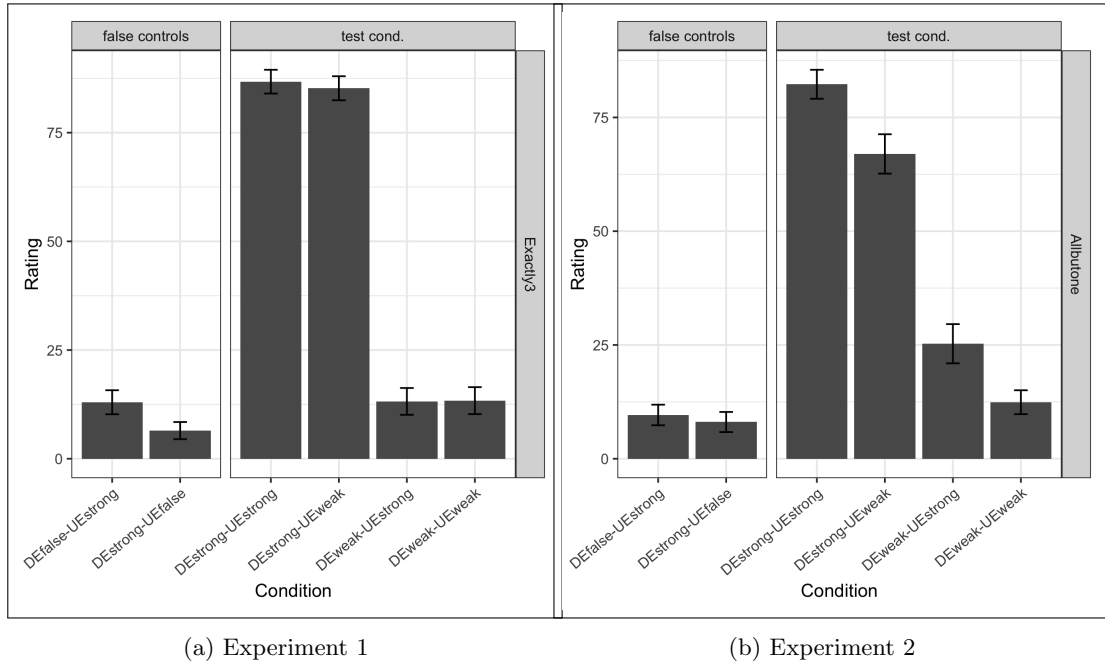 false controls
test cond.
Rating
75
50
25
0
Exactly3
DEfalse-UEstrong
DEstrong-UEfalse
DEstrong-UEstrong
DEstrong-UEweak
DEweak-UEstrong
DEweak-UEweak
Condition
(a) Experiment 1
false controls
test cond.
Rating
75
50
25
0
Allbutone
DEfalse-UEstrong
DEstrong-UEfalse
DEstrong-UEstrong
DEstrong-UEweak
DEweak-UEstrong
DEweak-UEweak
Condition
(b) Experiment 2